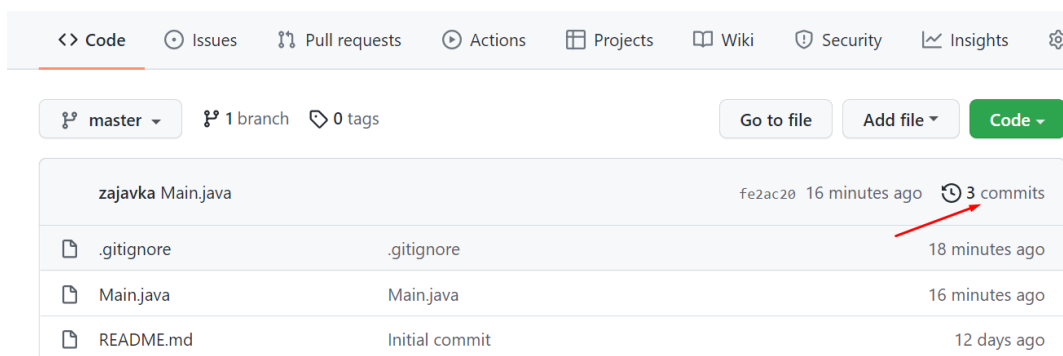 Code Issues Pull requests Actions Projects Wiki Security Insights
master 1 branch 0 tags Go to file Add file Code
zajavka Main.java fe2ac20 16 minutes ago 3 commits
.gitignore .gitignore 18 minutes ago
Main.java Main.java 16 minutes ago
README.md Initial commit 12 days ago